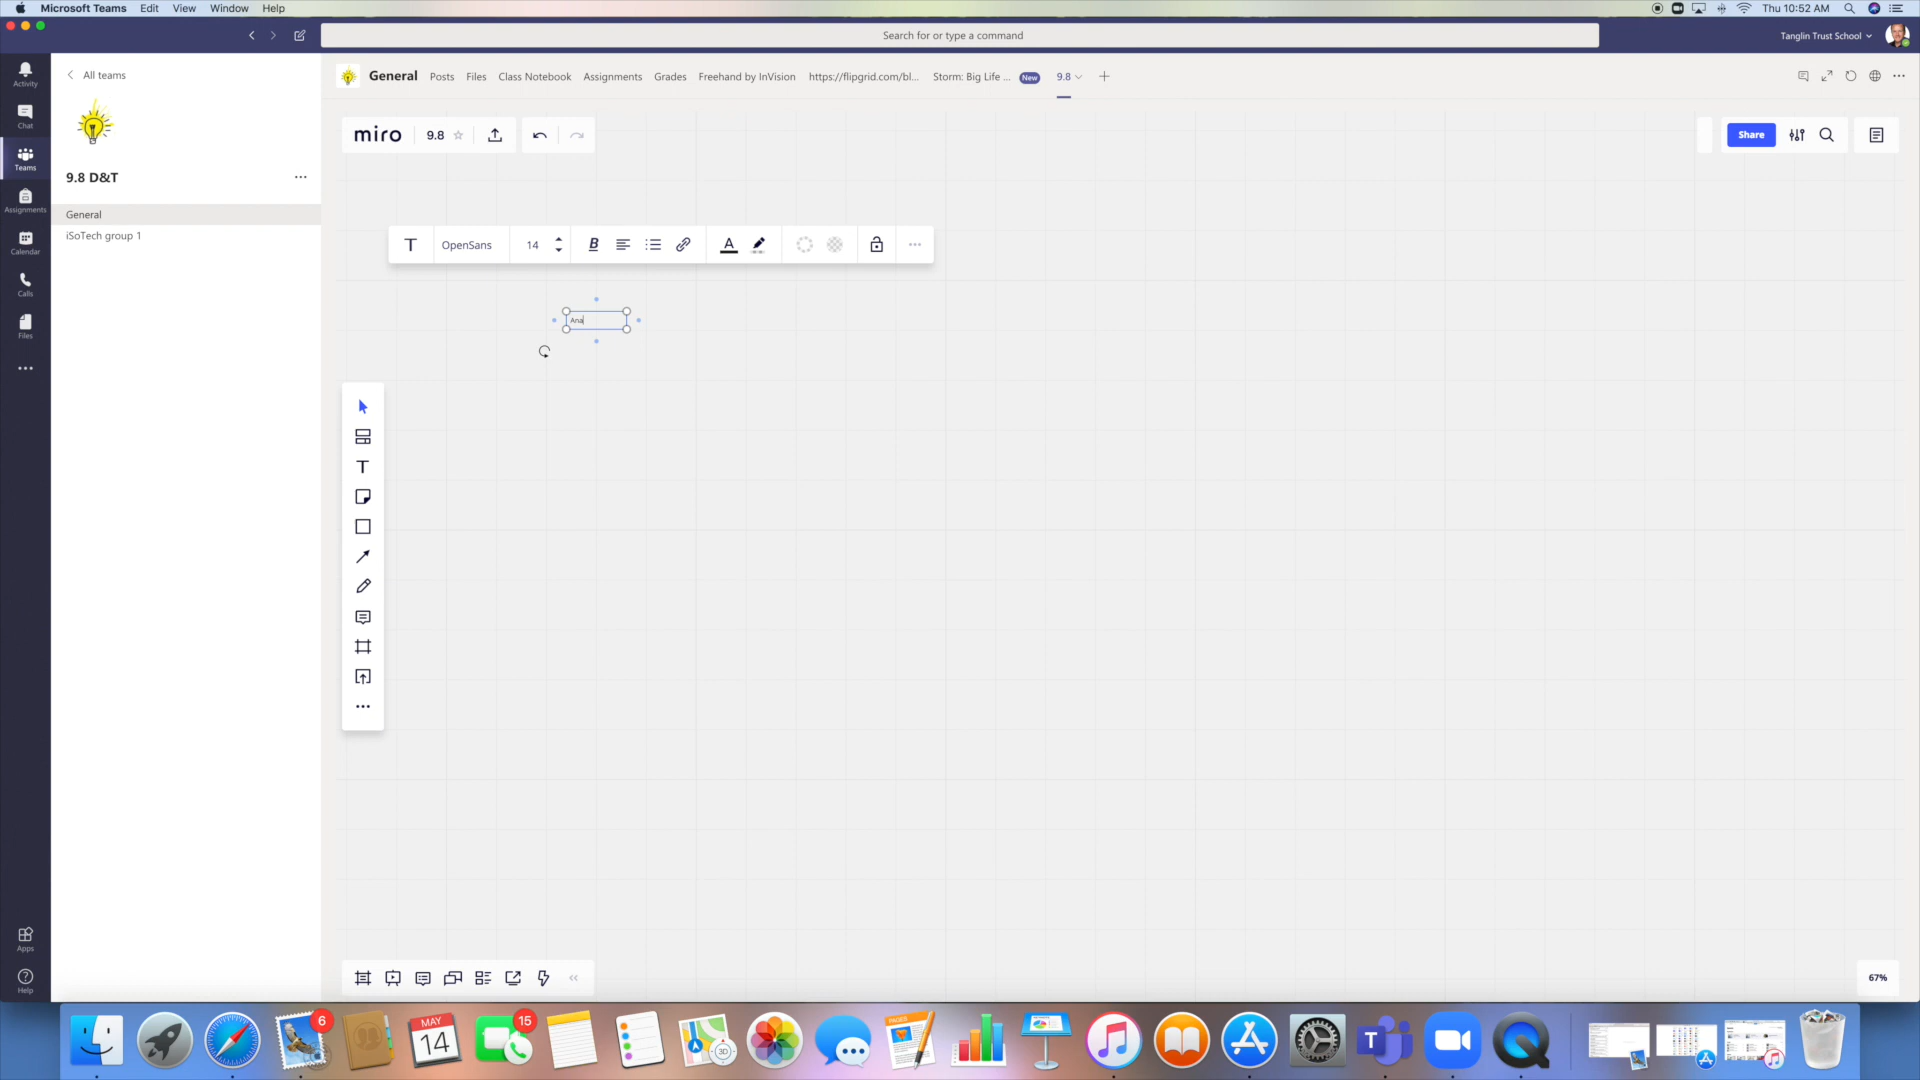 Microsoft Teams Edit View Window Help
Thu 10:52 AM
Search for or type a command
Tanglin Trust School
Activity
Chat
Teams
Assignments
Calendar
Calls
Files
Apps
Help
All teams
9.8 D&T
General
iSoTech group 1
General Posts Files Class Notebook Assignments Grades Freehand by InVision https://flipgrid.com/bl... Storm: Big Life ... New 9.8
miro 9.8
Share
T OpenSans 14 B A
Ana
T
67%
6
MAY
14
15
3D
PAGES
T